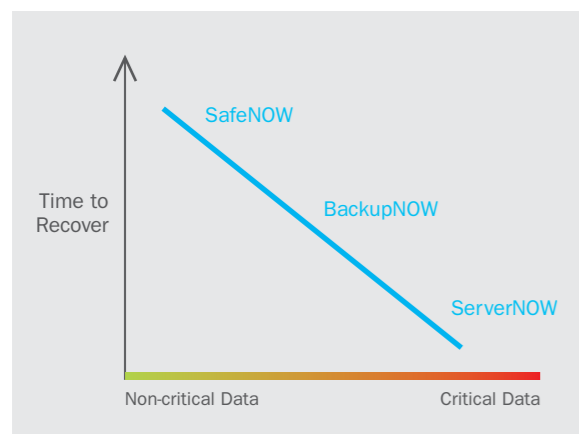 SafeNOW
BackupNOW
Time to
Recover
ServerNOW
Non-critical Data
Critical Data